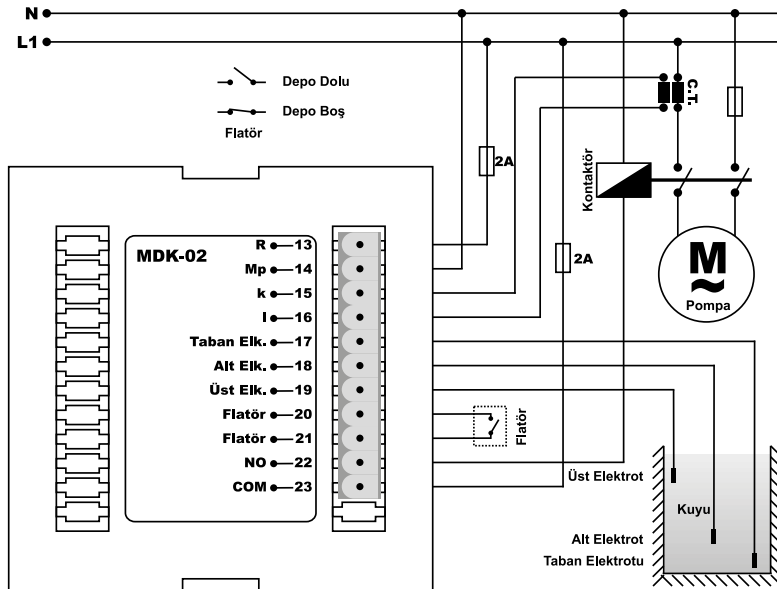 N
L1
Depo Dolu
Depo Boş
Flatör
2A
C.T.
Kontaktör
2A
M
~
Pompa
MDK-02
R 13
Mp 14
k 15
l 16
Taban Elk. 17
Alt Elk. 18
Üst Elk. 19
Flatör 20
Flatör 21
NO 22
COM 23
Flatör
Üst Elektrot
Kuyu
Alt Elektrot
Taban Elektrotu